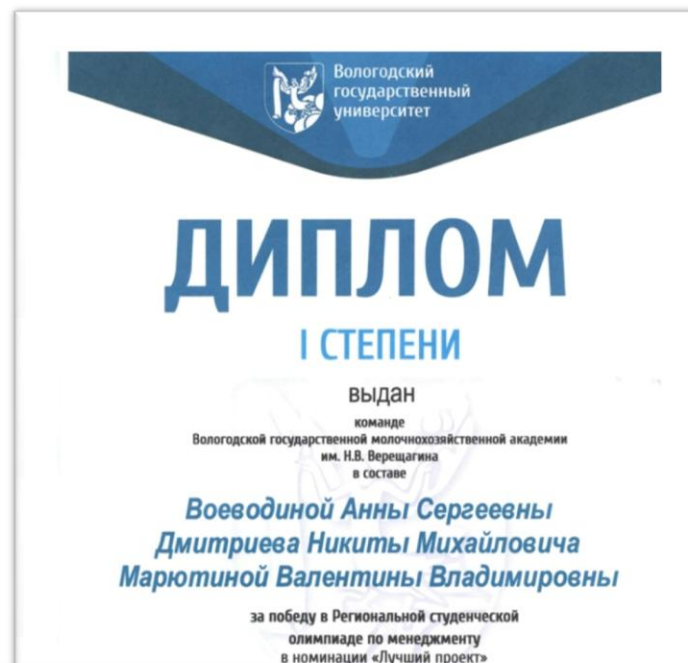 Вологодский
государственный
университет
ДИПЛОМ
I СТЕПЕНИ
выдан
команде
Вологодской государственной молочнохозяйственной академии
им. Н.В. Верещагина
в составе
Воеводиной Анны Сергеевны
Дмитриева Никиты Михайловича
Марютиной Валентины Владимировны
за победу в Региональной студенческой
олимпиаде по менеджменту
в номинации «Лучший проект»